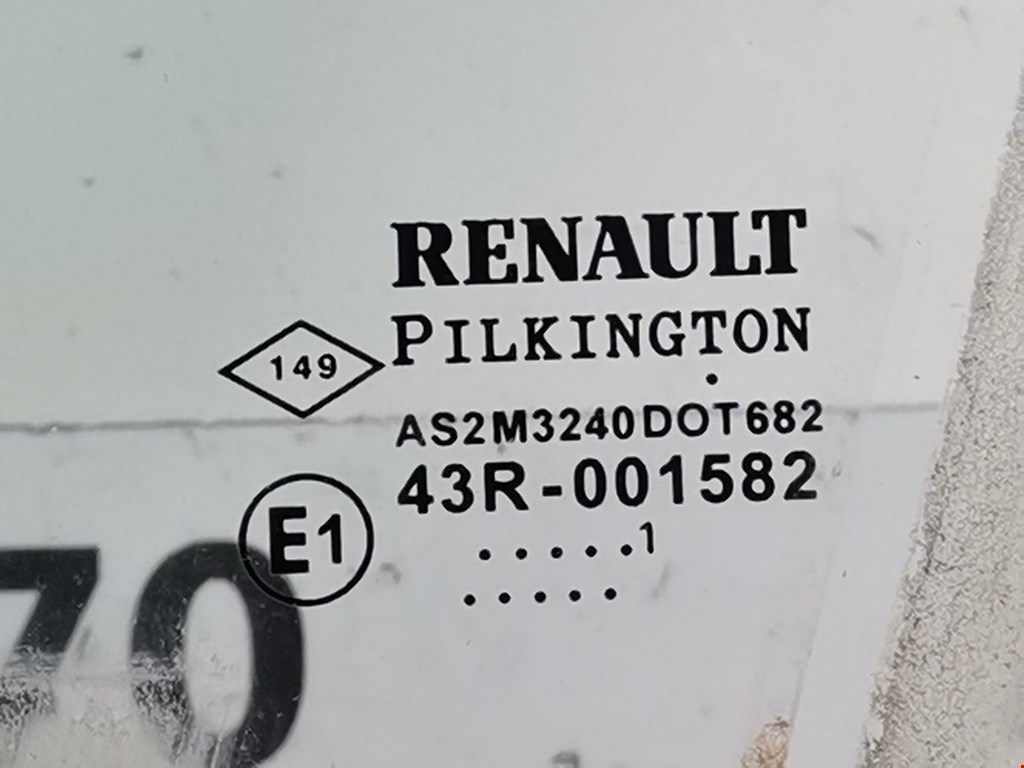 RENAULT
PILKINGTON
149
AS2M3240DOT682
43R-001582
E1
.....1
.....
70